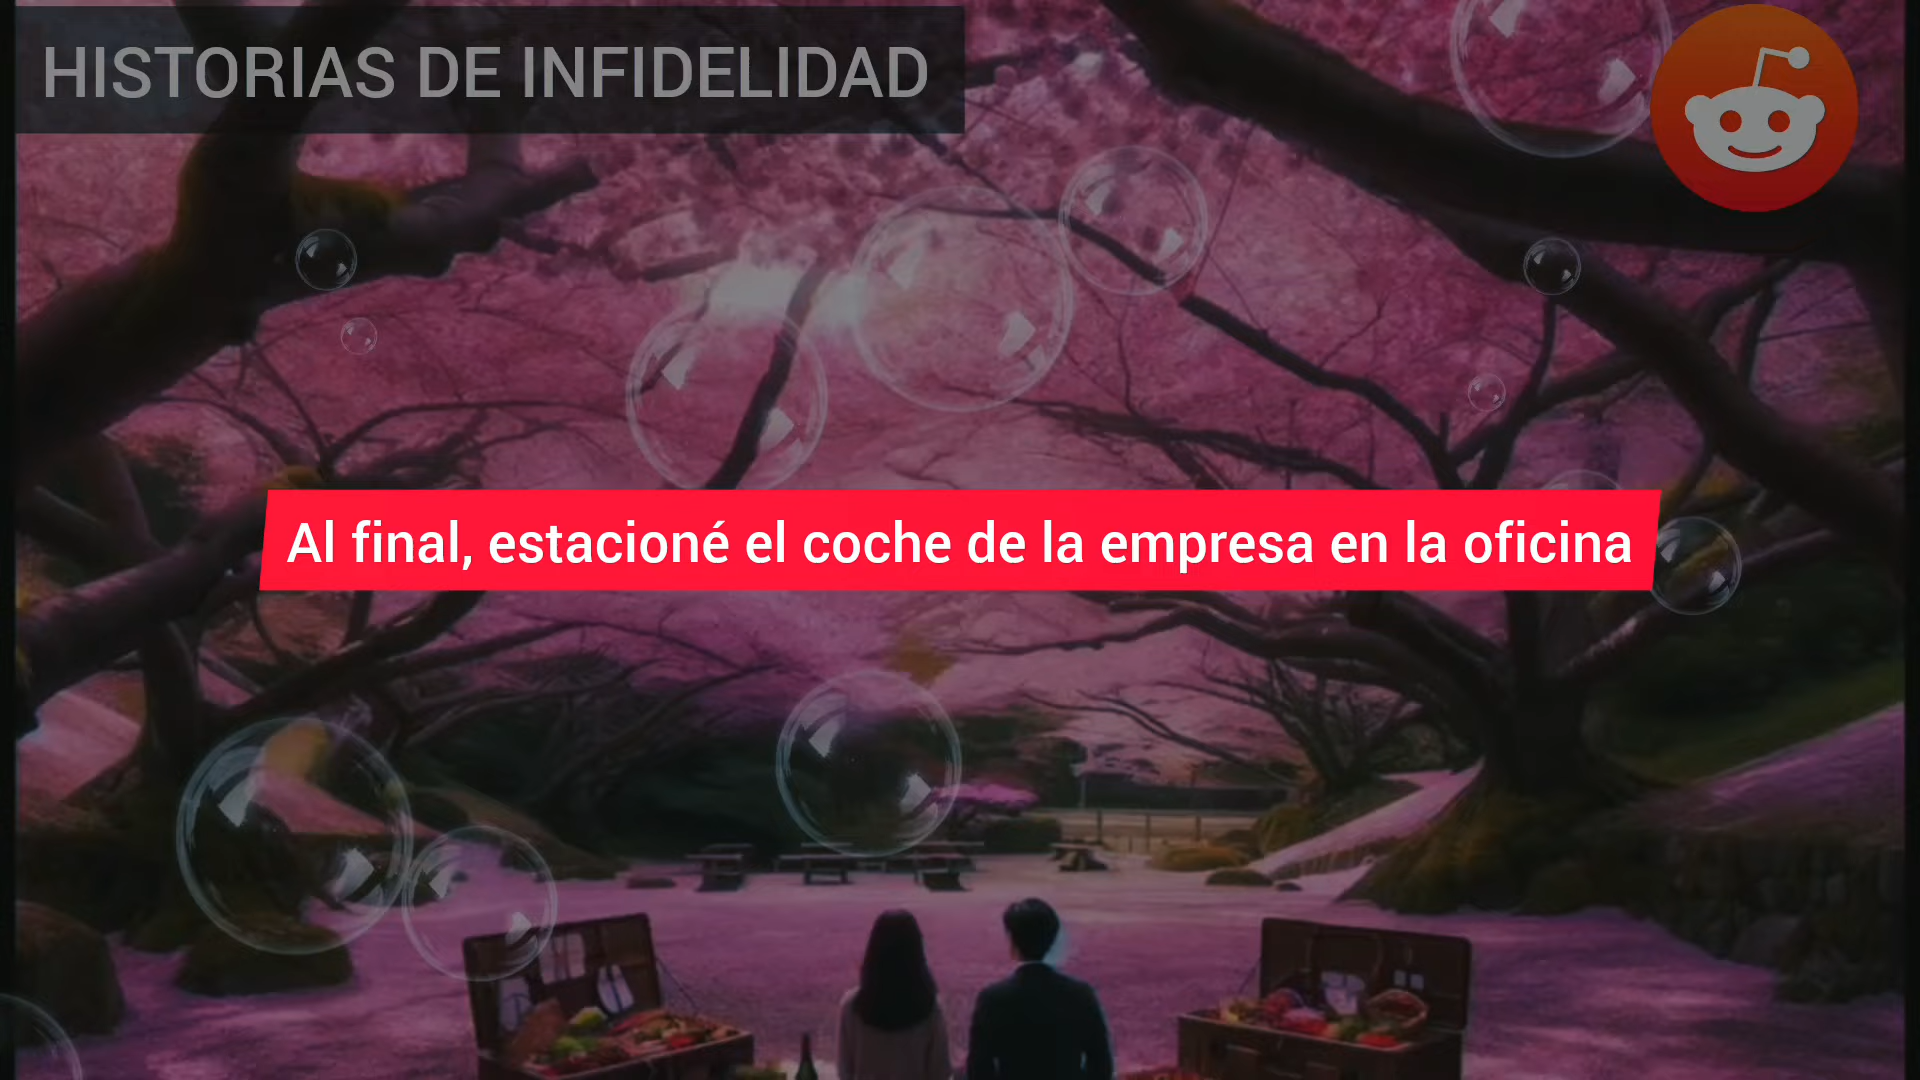 HISTORIAS DE INFIDELIDAD
Al final, estacioné el coche de la empresa en la oficina